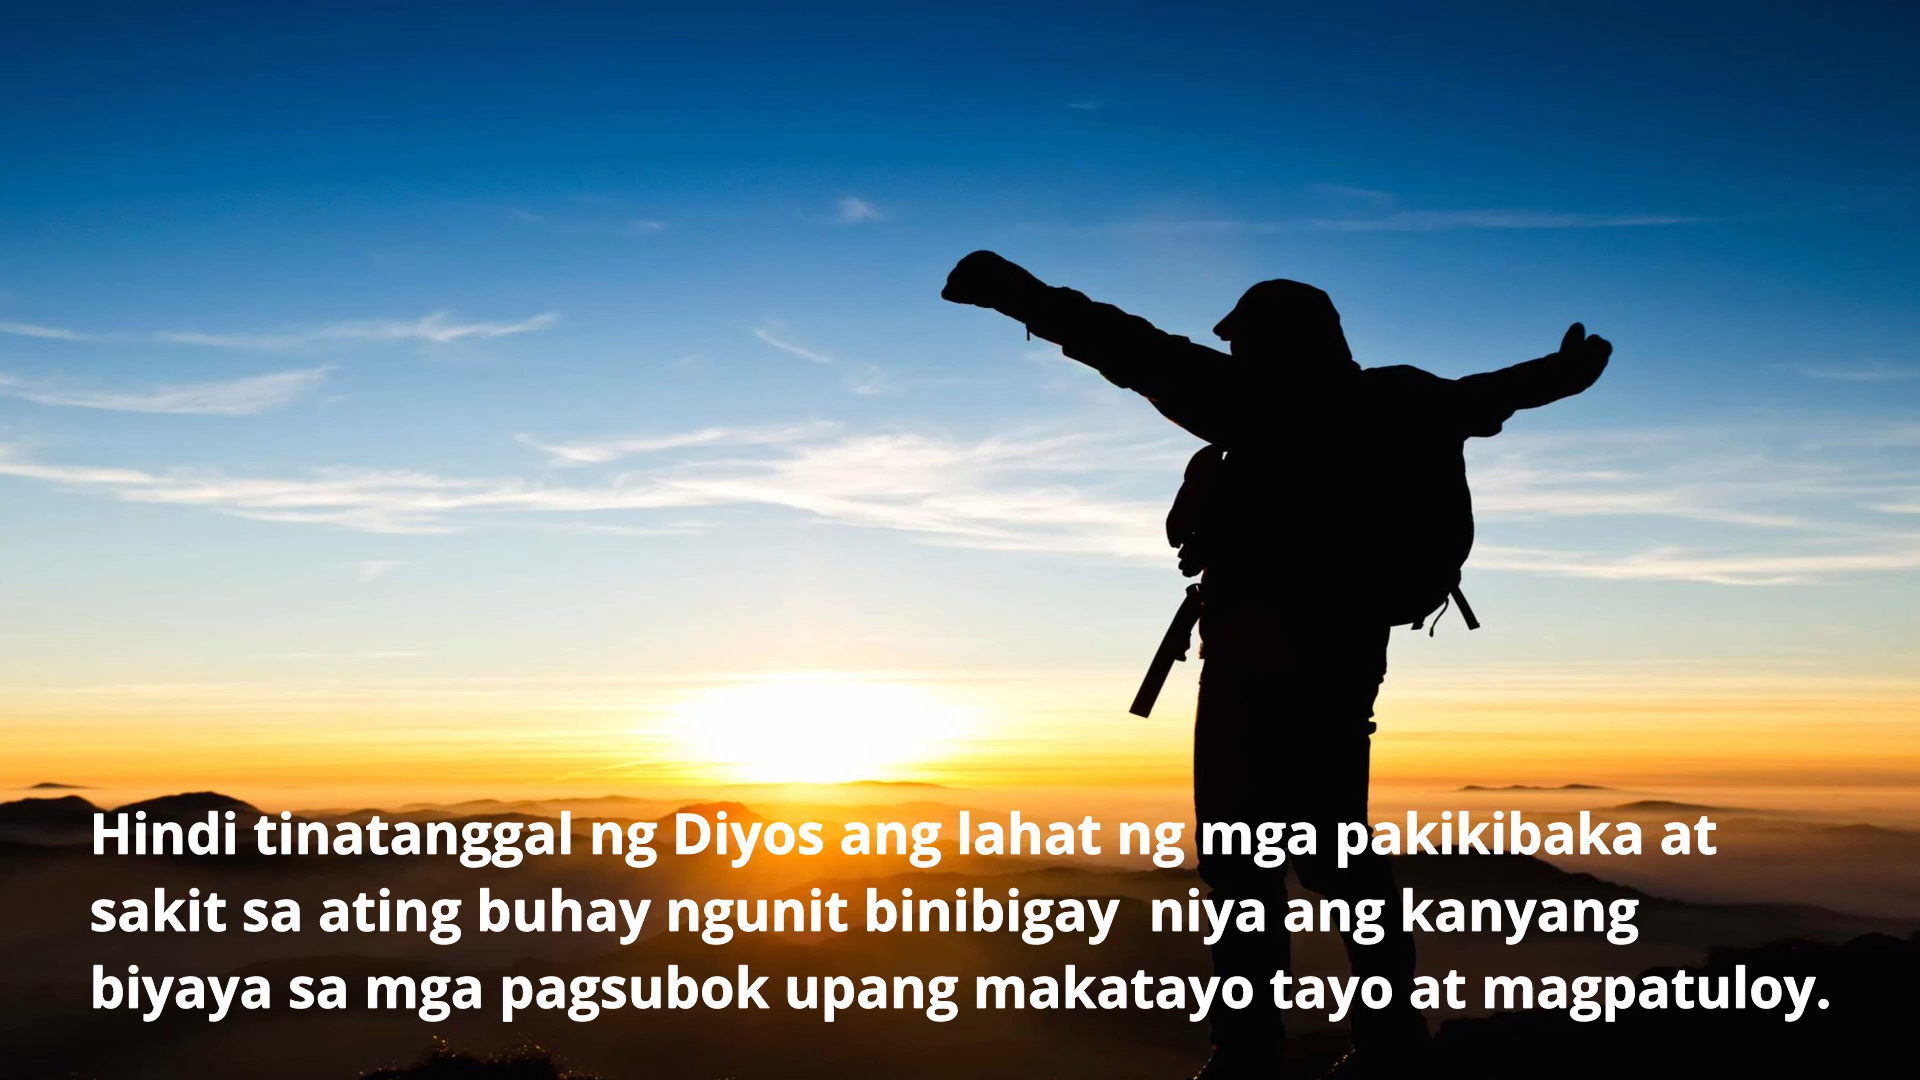 Hindi tinatanggal ng Diyos ang lahat ng mga pakikibaka at
sakit sa ating buhay ngunit binibigay  niya ang kanyang
biyaya sa mga pagsubok upang makatayo tayo at magpatuloy.